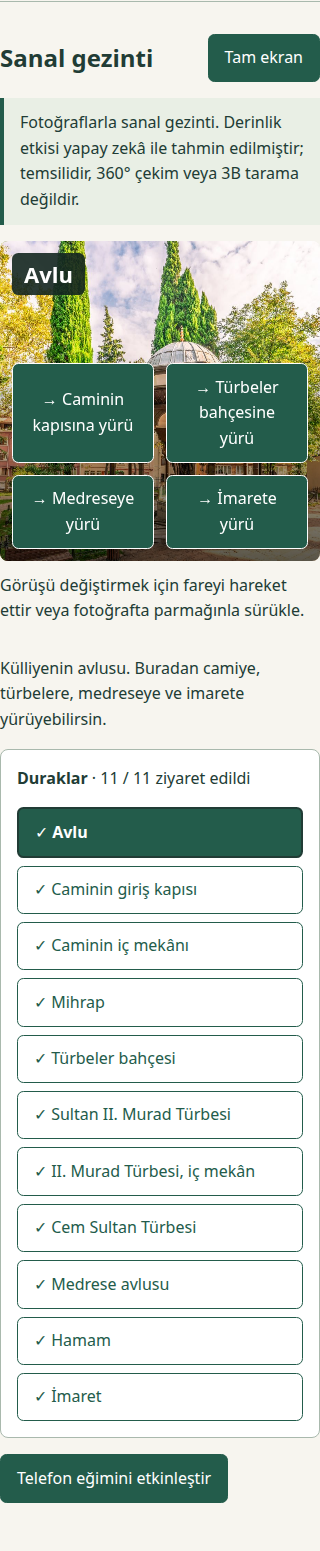 Sanal gezinti
Tam ekran
Fotoğraflarla sanal gezinti. Derinlik
etkisi yapay zekâ ile tahmin edilmiştir;
temsilidir, 360° çekim veya 3B tarama
değildir.
Avlu
→ Caminin
kapısına yürü
→ Türbeler
bahçesine
yürü
→ Medreseye
yürü
→ İmarete
yürü
Görüşü değiştirmek için fareyi hareket
ettir veya fotoğrafta parmağınla sürükle.
Külliyenin avlusu. Buradan camiye,
türbelere, medreseye ve imarete
yürüyebilirsin.
Duraklar · 11 / 11 ziyaret edildi
✓ Avlu
✓ Caminin giriş kapısı
✓ Caminin iç mekânı
✓ Mihrap
✓ Türbeler bahçesi
✓ Sultan II. Murad Türbesi
✓ II. Murad Türbesi, iç mekân
✓ Cem Sultan Türbesi
✓ Medrese avlusu
✓ Hamam
✓ İmaret
Telefon eğimini etkinleştir